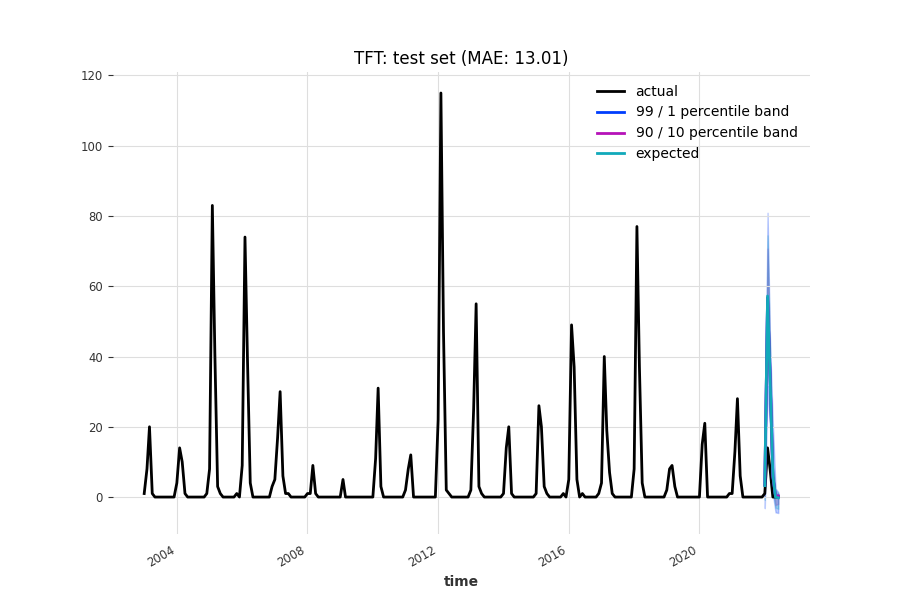 TFT: test set (MAE: 13.01)
120
100
80
60
40
20
0
actual
99 / 1 percentile band
90 / 10 percentile band
expected
2004
2008
2012
2016
2020
time